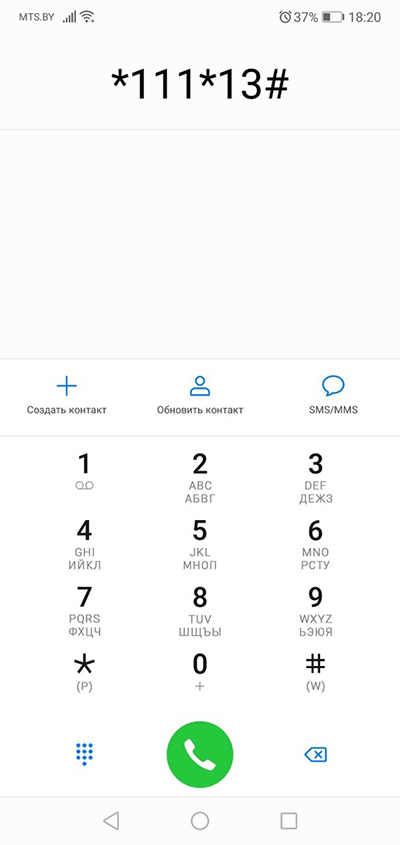 MTS.BY 37% 18:20
*111*13#
Создать контакт Обновить контакт SMS/MMS
1 2 3
ABC DEF
АБВГ ДЕЖЗ
4 5 6
GHI JKL MNO
ИЙКЛ МНОП РСТУ
7 8 9
PQRS TUV WXYZ
ФХЦЧ ШЩЪЫ ЬЭЮЯ
* 0 #
(P) + (W)